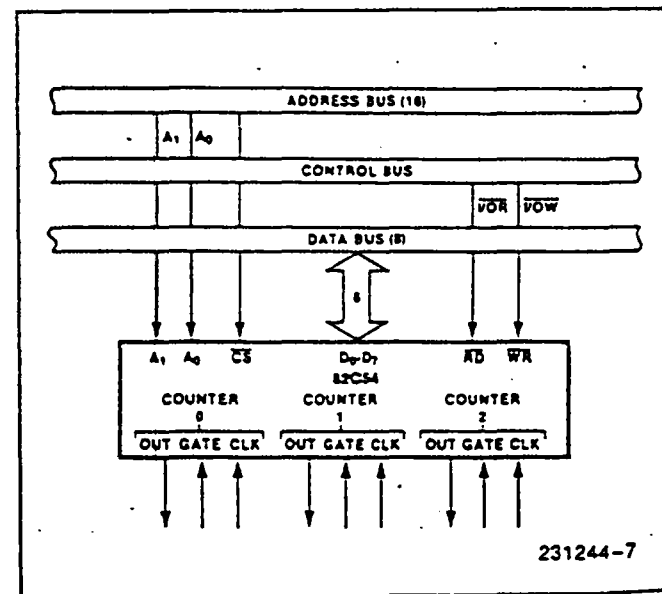 ADDRESS BUS (16)
A1 A0
CONTROL BUS
I/OR I/OW
DATA BUS (8)
8
A1 A0 CS D0-D7 RD WR
82C54
COUNTER COUNTER COUNTER
0 1 2
OUT GATE CLK OUT GATE CLK OUT GATE CLK
231244-7